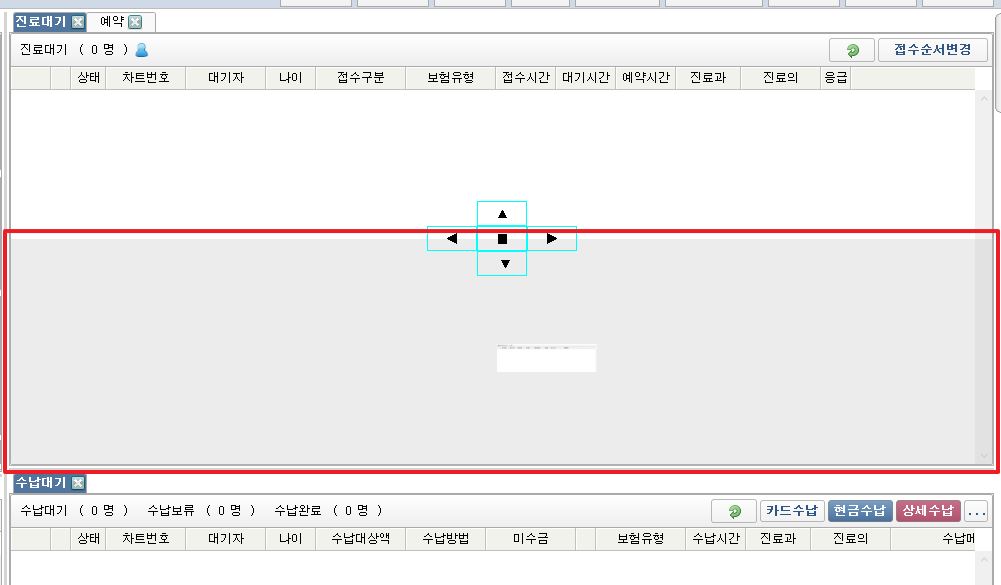 진료대기 예약
진료대기 ( 0 명 ) 접수순서변경
상태 차트번호 대기자 나이 접수구분 보험유형 접수시간 대기시간 예약시간 진료과 진료의 응급
수납대기
수납대기 ( 0 명 ) 수납보류 ( 0 명 ) 수납완료 ( 0 명 ) 카드수납 현금수납 상세수납 ...
상태 차트번호 대기자 나이 수납대상액 수납방법 미수금 보험유형 수납시간 진료과 진료의 수납메